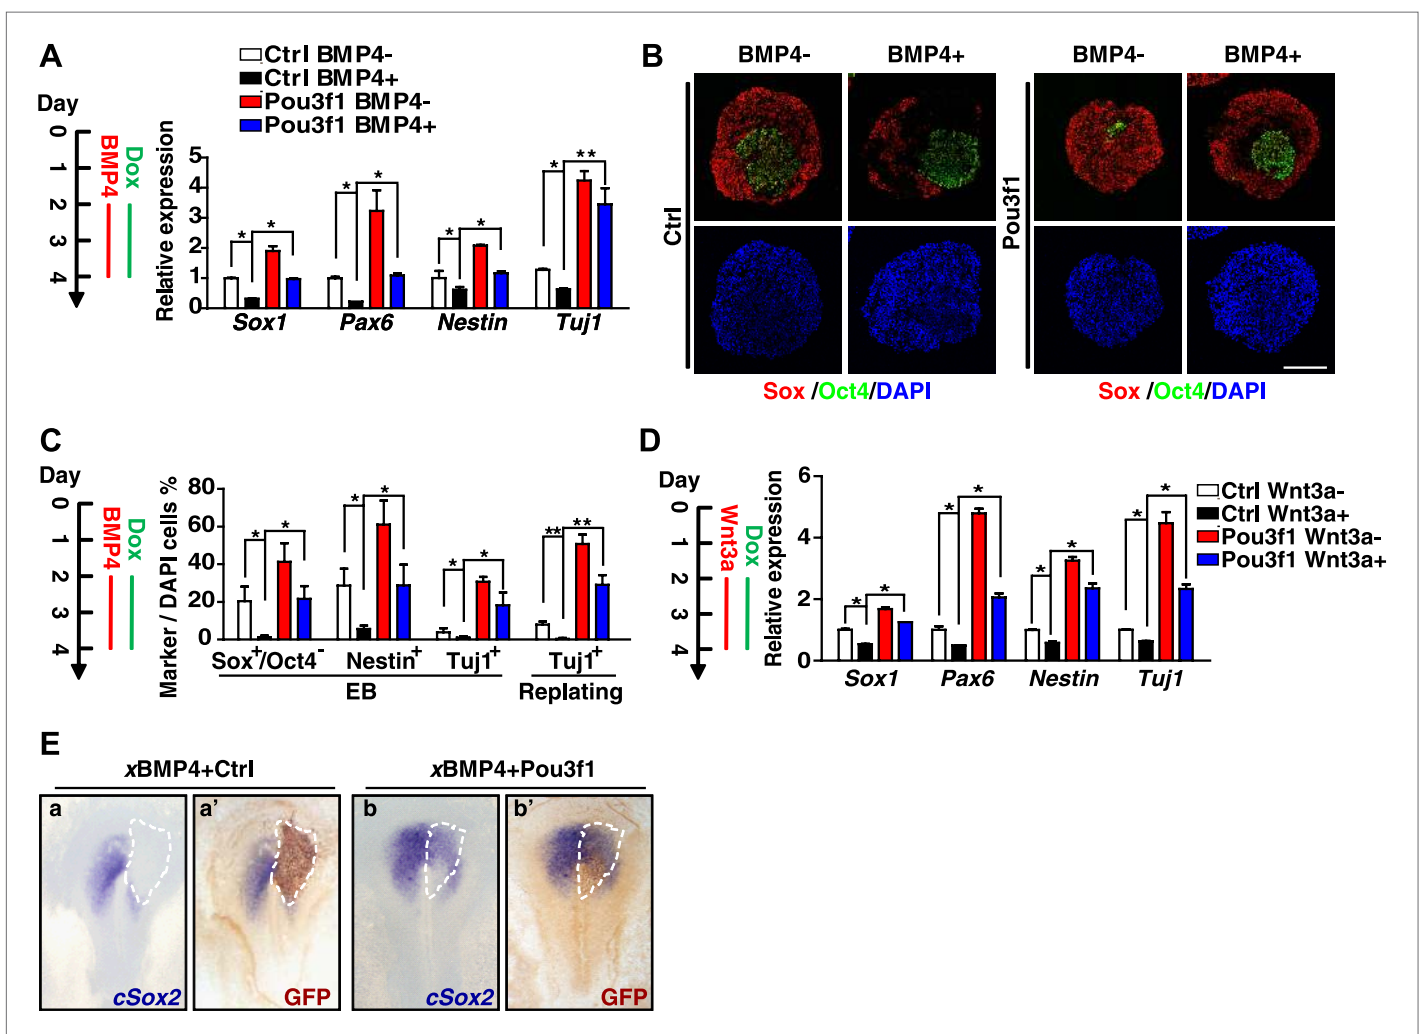 A
Ctrl BMP4-
Ctrl BMP4+
Pou3f1 BMP4-
Pou3f1 BMP4+
Day
0
1
2
3
4
BMP4
Dox
Relative expression
5
4
3
2
1
0
*
*
*
*
*
*
*
**
Sox1
Pax6
Nestin
Tuj1
B
BMP4-
BMP4+
BMP4-
BMP4+
Ctrl
Pou3f1
Sox /Oct4/DAPI
Sox /Oct4/DAPI
C
Day
0
1
2
3
4
BMP4
Dox
Marker / DAPI cells %
80
60
40
20
0
*
*
*
*
*
*
**
**
Sox+/Oct4-
Nestin+
Tuj1+
Tuj1+
EB
Replating
D
Day
0
1
2
3
4
Wnt3a
Dox
Relative expression
6
4
2
0
*
*
*
*
*
*
*
*
Sox1
Pax6
Nestin
Tuj1
Ctrl Wnt3a-
Ctrl Wnt3a+
Pou3f1 Wnt3a-
Pou3f1 Wnt3a+
E
xBMP4+Ctrl
xBMP4+Pou3f1
a
a'
b
b'
cSox2
GFP
cSox2
GFP